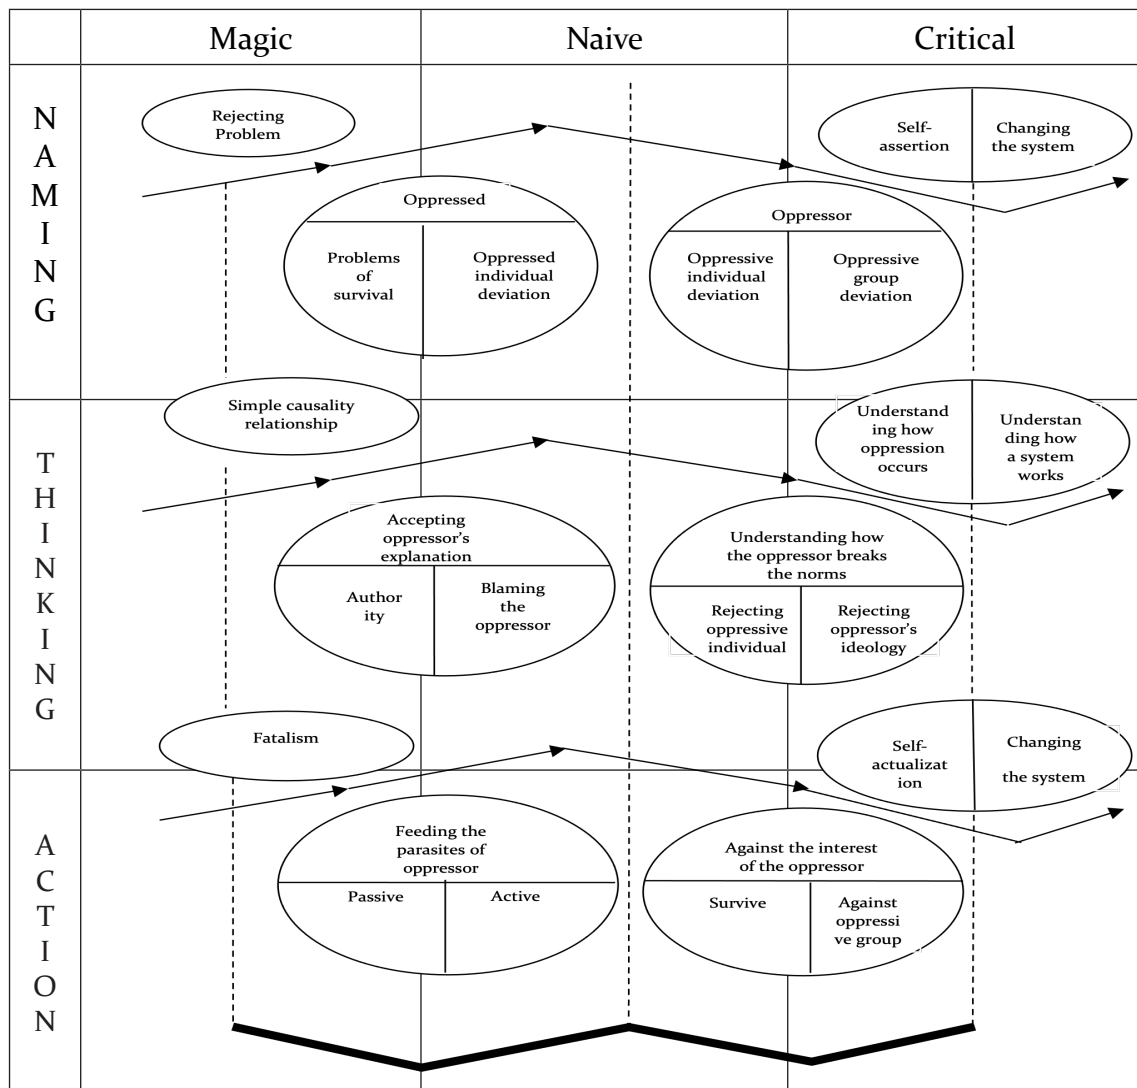 Magic
Naive
Critical
N
A
M
I
N
G
Rejecting
Problem
Oppressed
Problems
of
survival
Oppressed
individual
deviation
Oppressor
Oppressive
individual
deviation
Oppressive
group
deviation
Self-
assertion
Changing
the system
T
H
I
N
K
I
N
G
Simple causality
relationship
Accepting
oppressor's
explanation
Author
ity
Blaming
the
oppressor
Understanding how
the oppressor breaks
the norms
Rejecting
oppressive
individual
Rejecting
oppressor's
ideology
Understand
ing how
oppression
occurs
Understan
ding how
a system
works
A
C
T
I
O
N
Fatalism
Feeding the
parasites of
oppressor
Passive
Active
Against the interest
of the oppressor
Survive
Against
oppressi
ve group
Self-
actualizat
ion
Changing
the system